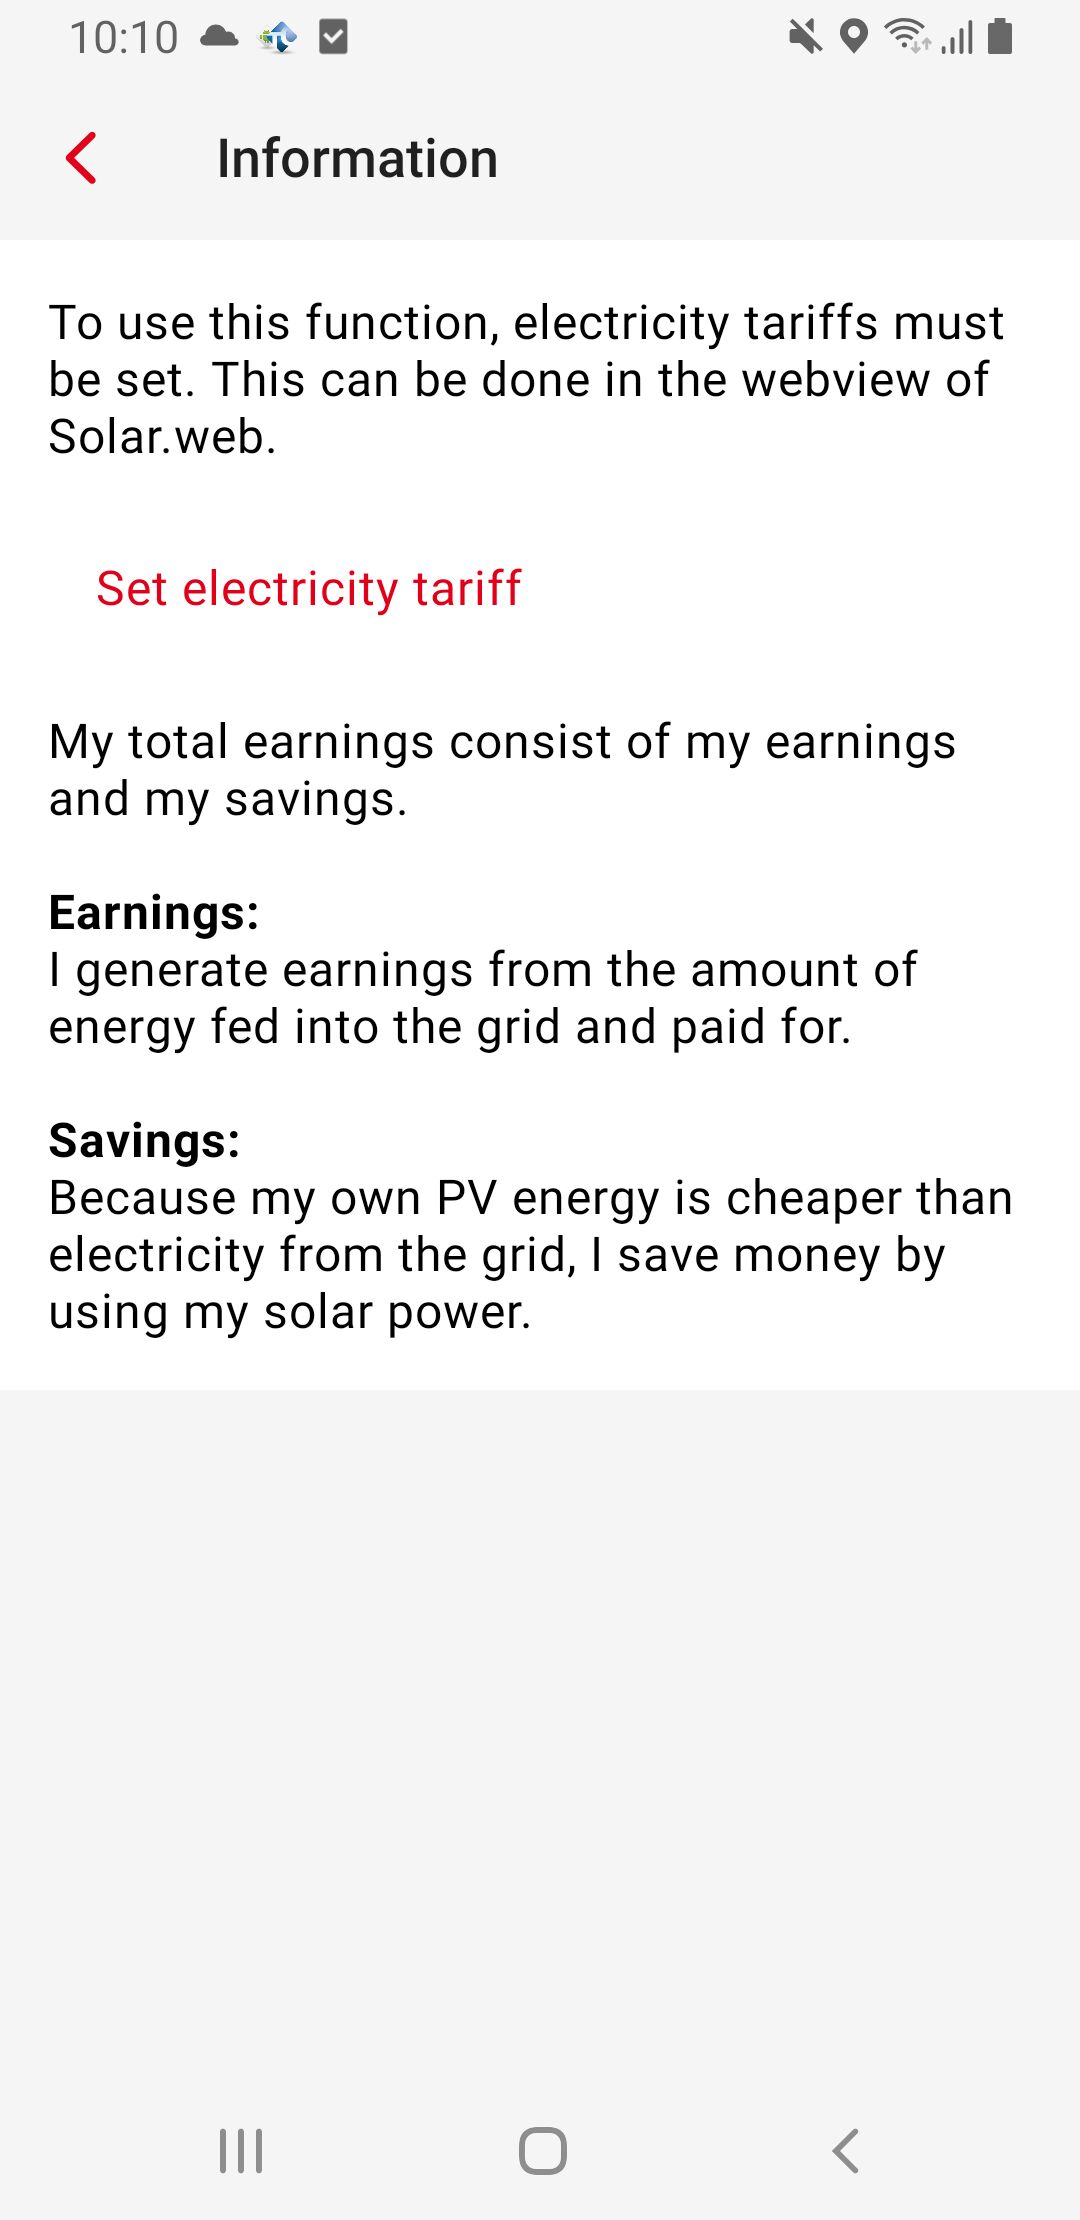 10:10
Information
To use this function, electricity tariffs must
be set. This can be done in the webview of
Solar.web.
Set electricity tariff
My total earnings consist of my earnings
and my savings.
Earnings:
I generate earnings from the amount of
energy fed into the grid and paid for.
Savings:
Because my own PV energy is cheaper than
electricity from the grid, I save money by
using my solar power.